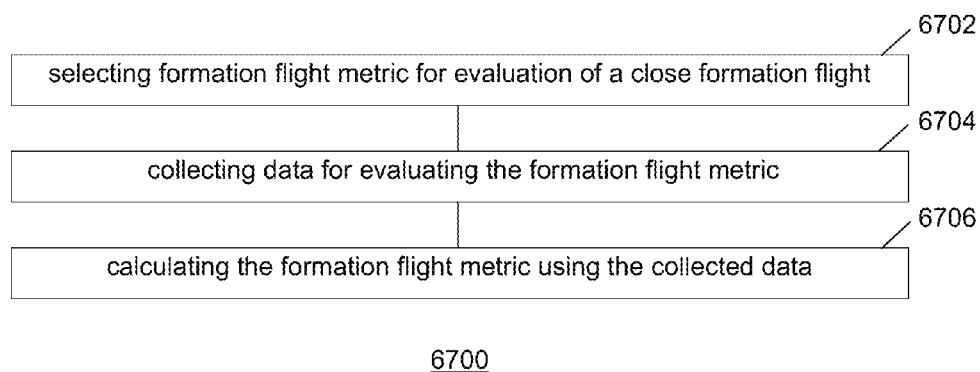 6702
selecting formation flight metric for evaluation of a close formation flight
6704
collecting data for evaluating the formation flight metric
6706
calculating the formation flight metric using the collected data
6700